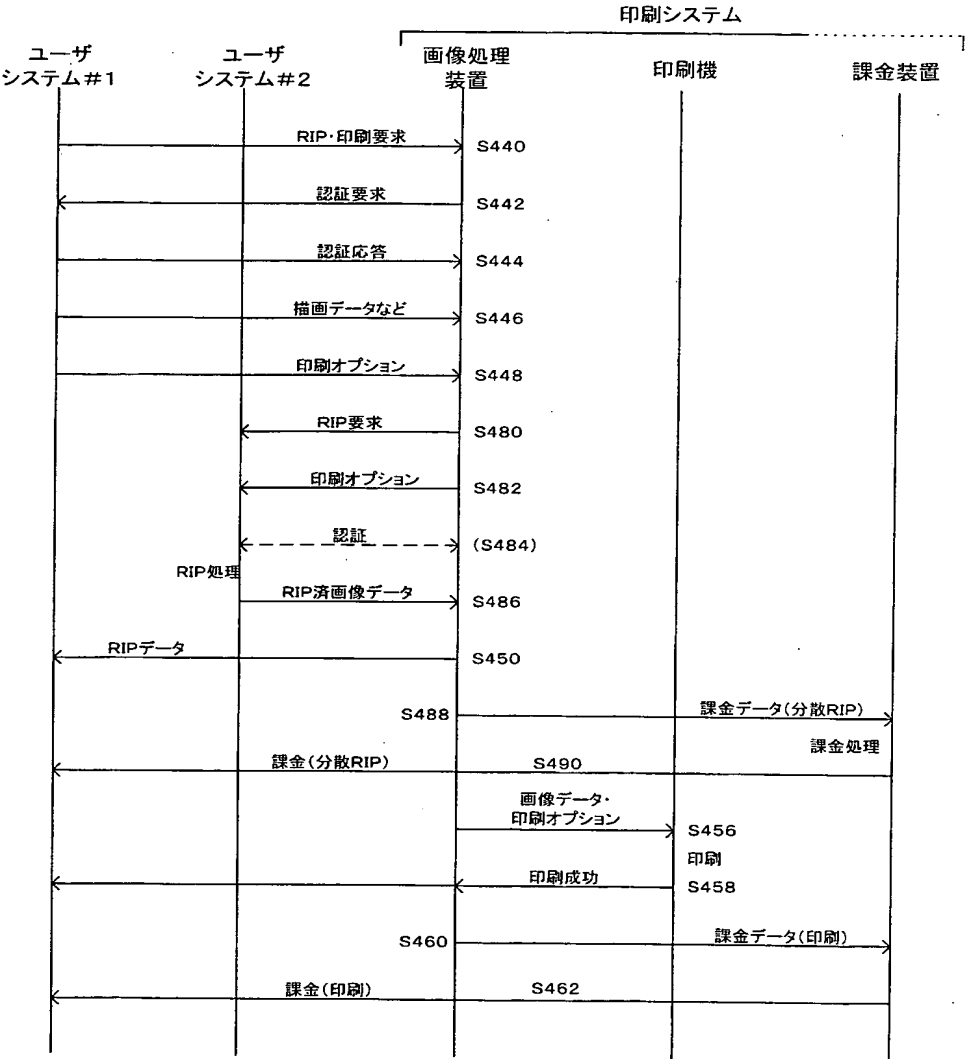 印刷システム
ユーザ
システム#1
ユーザ
システム#2
画像処理
装置
印刷機
課金装置
RIP・印刷要求
S440
認証要求
S442
認証応答
S444
描画データなど
S446
印刷オプション
S448
RIP要求
S480
印刷オプション
S482
認証
(S484)
RIP処理
RIP済画像データ
S486
RIPデータ
S450
S488
課金データ(分散RIP)
課金処理
課金(分散RIP)
S490
画像データ・
印刷オプション
S456
印刷
印刷成功
S458
S460
課金データ(印刷)
課金(印刷)
S462